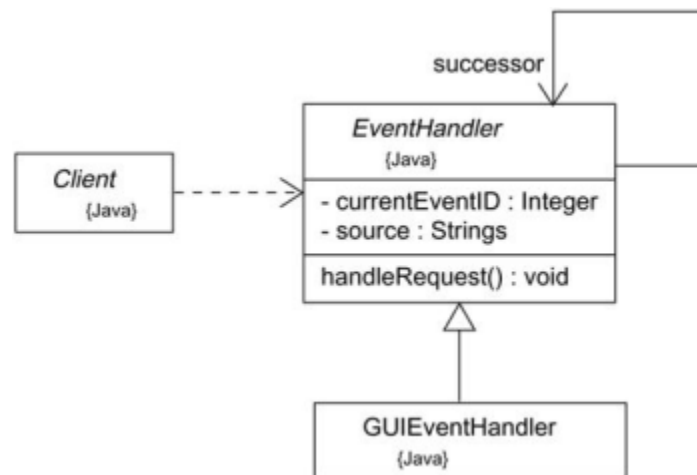 successor
EventHandler
{Java}
Client
{Java}
- currentEventID : Integer
- source : Strings
handleRequest() : void
GUIEventHandler
{Java}